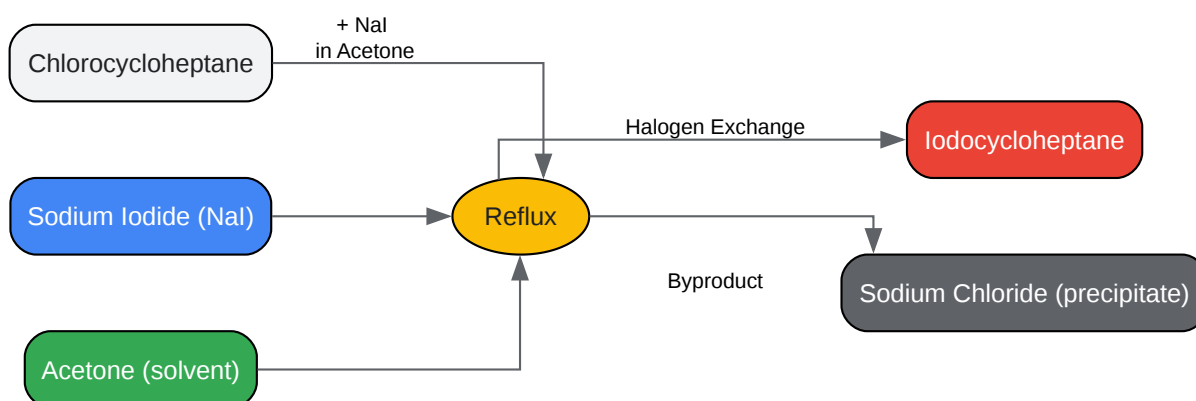 + NaI
in Acetone
Chlorocycloheptane
Halogen Exchange
Iodocycloheptane
Sodium Iodide (NaI)
Reflux
Byproduct
Sodium Chloride (precipitate)
Acetone (solvent)